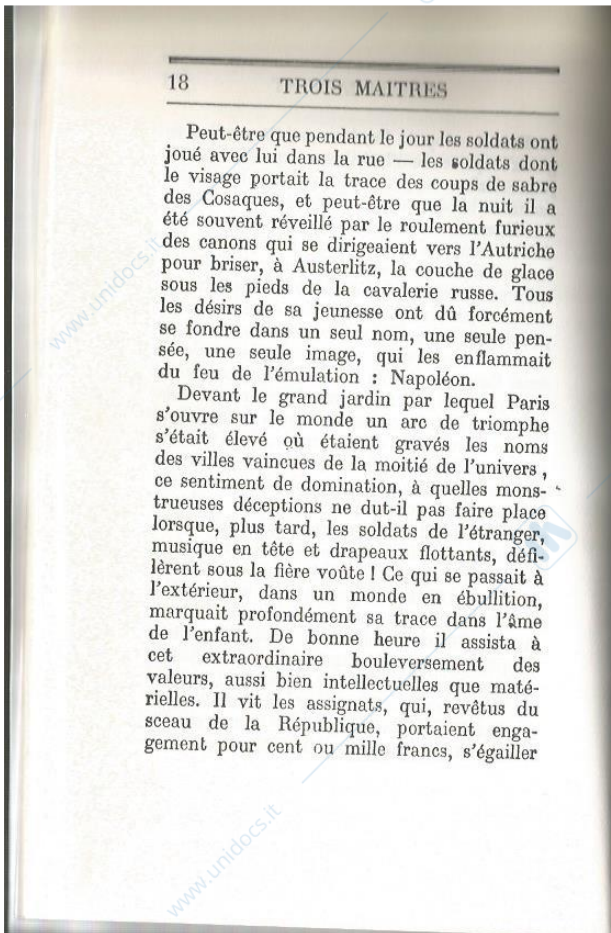 18 TROIS MAITRES
Peut-être que pendant le jour les soldats ont
joué avec lui dans la rue — les soldats dont
le visage portait la trace des coups de sabre
des Cosaques, et peut-être que la nuit il a
été souvent réveillé par le roulement furieux
des canons qui se dirigeaient vers l'Autriche
pour briser, à Austerlitz, la couche de glace
sous les pieds de la cavalerie russe. Tous
les désirs de sa jeunesse ont dû forcément
se fondre dans un seul nom, une seule pen-
sée, une seule image, qui les enflammait
du feu de l'émulation : Napoléon.
Devant le grand jardin par lequel Paris
s'ouvre sur le monde un arc de triomphe
s'était élevé où étaient gravés les noms
des villes vaincues de la moitié de l'univers,
ce sentiment de domination, à quelles mons-
trueuses déceptions ne dut-il pas faire place
lorsque, plus tard, les soldats de l'étranger,
musique en tête et drapeaux flottants, défi-
lèrent sous la fière voûte ! Ce qui se passait à
l'extérieur, dans un monde en ébullition,
marquait profondément sa trace dans l'âme
de l'enfant. De bonne heure il assista à
cet extraordinaire bouleversement des
valeurs, aussi bien intellectuelles que maté-
rielles. Il vit les assignats, qui, revêtus du
sceau de la République, portaient enga-
gement pour cent ou mille francs, s'égailler
www.unidocs.it
www.unidocs.it